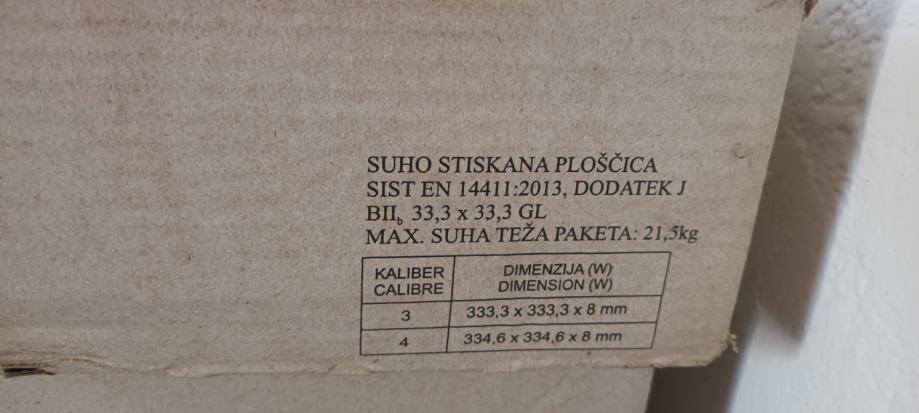 SUHO STISKANA PLOŠČICA
SIST EN 14411:2013, DODATEK J
BIIb 33,3 x 33,3 GL
MAX. SUHA TEŽA PAKETA: 21,5kg
KALIBER DIMENZIJA (W)
CALIBRE DIMENSION (W)
3 333,3 x 333,3 x 8 mm
4 334,6 x 334,6 x 8 mm